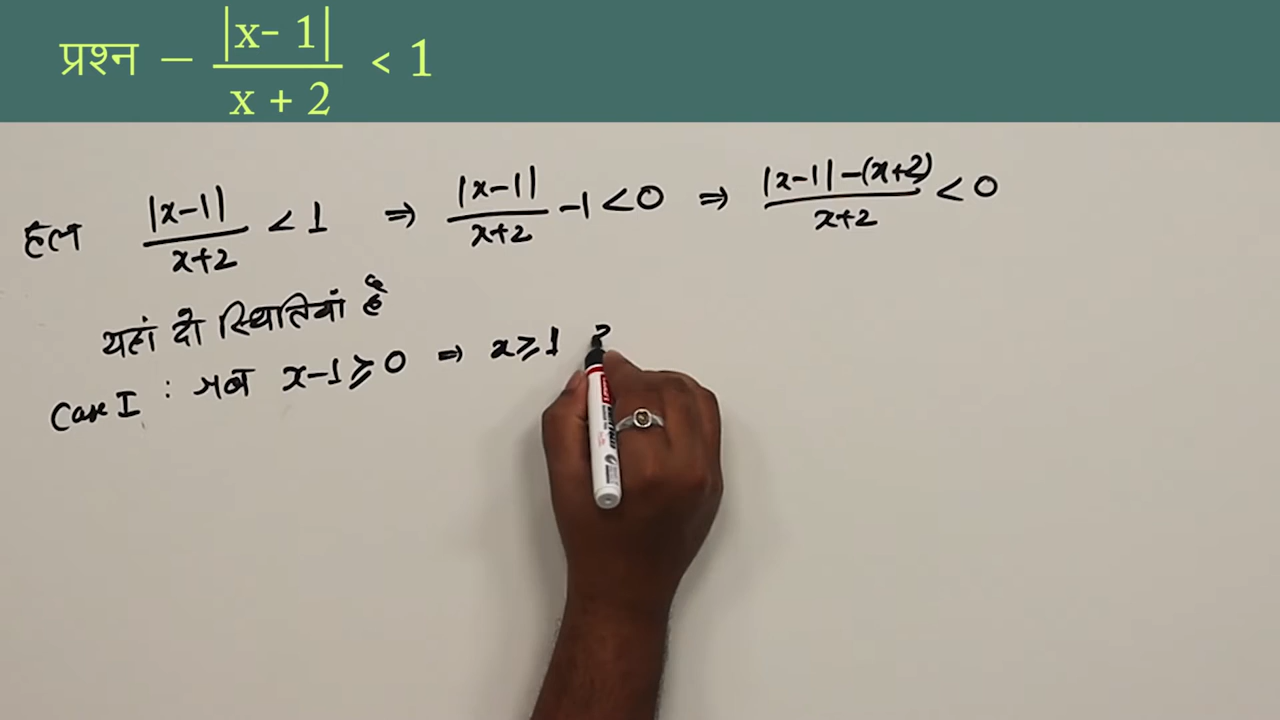 प्रश्न – |x- 1| / x + 2 < 1
हल |x-1| / x+2 < 1 ⇒ |x-1| / x+2 -1 < 0 ⇒ |x-1| -(x+2) / x+2 < 0
यहां दो स्थितियां है
Case I : जब x-1 ≥ 0 ⇒ x ≥ 1